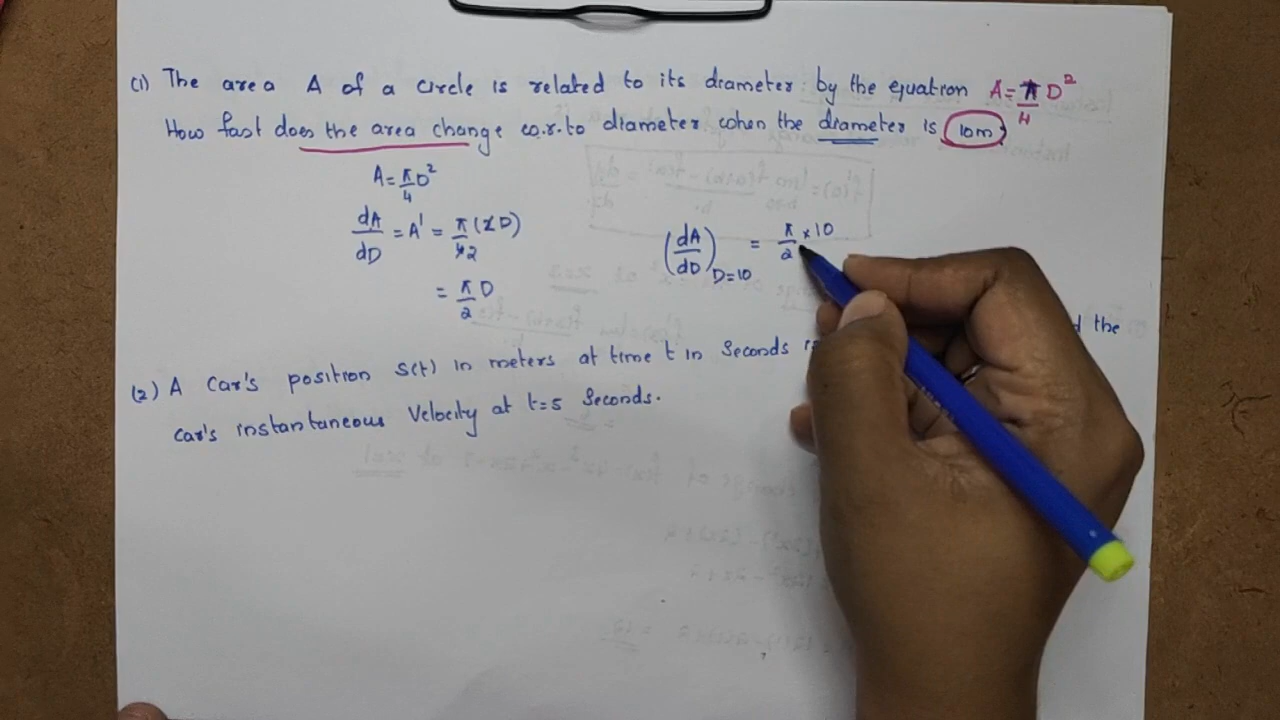 (1) The area A of a circle is related to its diameter by the equation A = π/4 D²
How fast does the area change w.r.to diameter when the diameter is 10m?
A = π/4 D²
dA/dD = A' = π/42 (2D)
= π/2 D
(dA/dD)D=10 = π/2 × 10
(2) A Car's position S(t) in meters at time t in Seconds the
Car's instantaneous Velocity at t=5 Seconds.